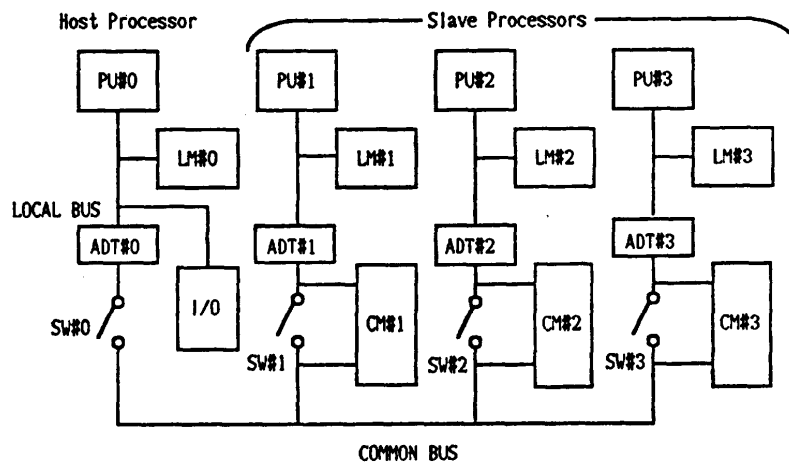 Host Processor
Slave Processors
PU#0
PU#1
PU#2
PU#3
LM#0
LM#1
LM#2
LM#3
LOCAL BUS
ADT#0
ADT#1
ADT#2
ADT#3
I/O
CM#1
CM#2
CM#3
SW#0
SW#1
SW#2
SW#3
COMMON BUS